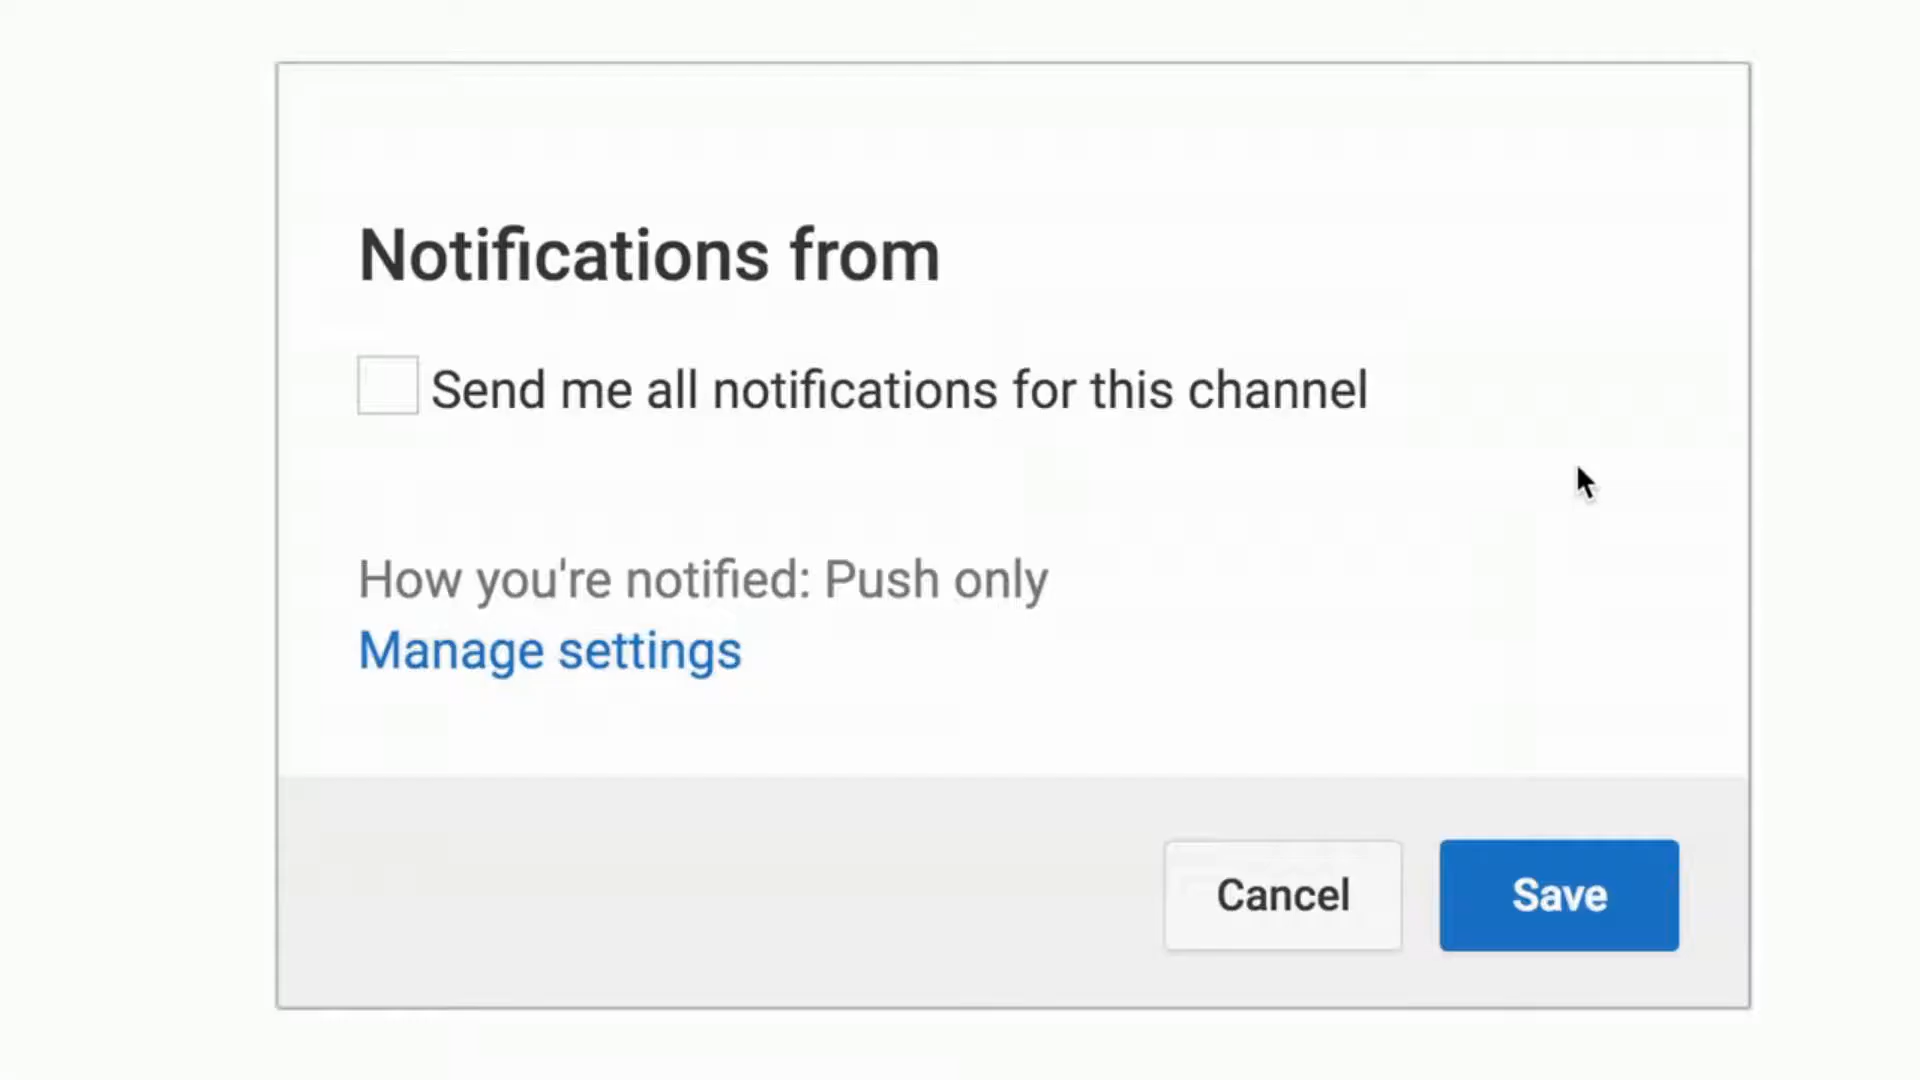 Notifications from
Send me all notifications for this channel
How you're notified: Push only
Manage settings
Cancel
Save